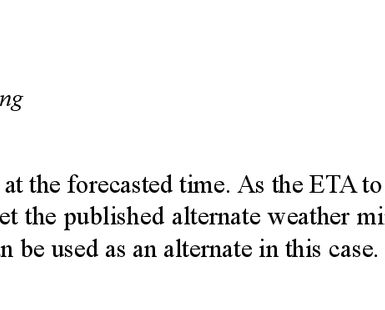 ng
at the forecasted time. As the ETA to
et the published alternate weather
n be used as an alternate in this case.